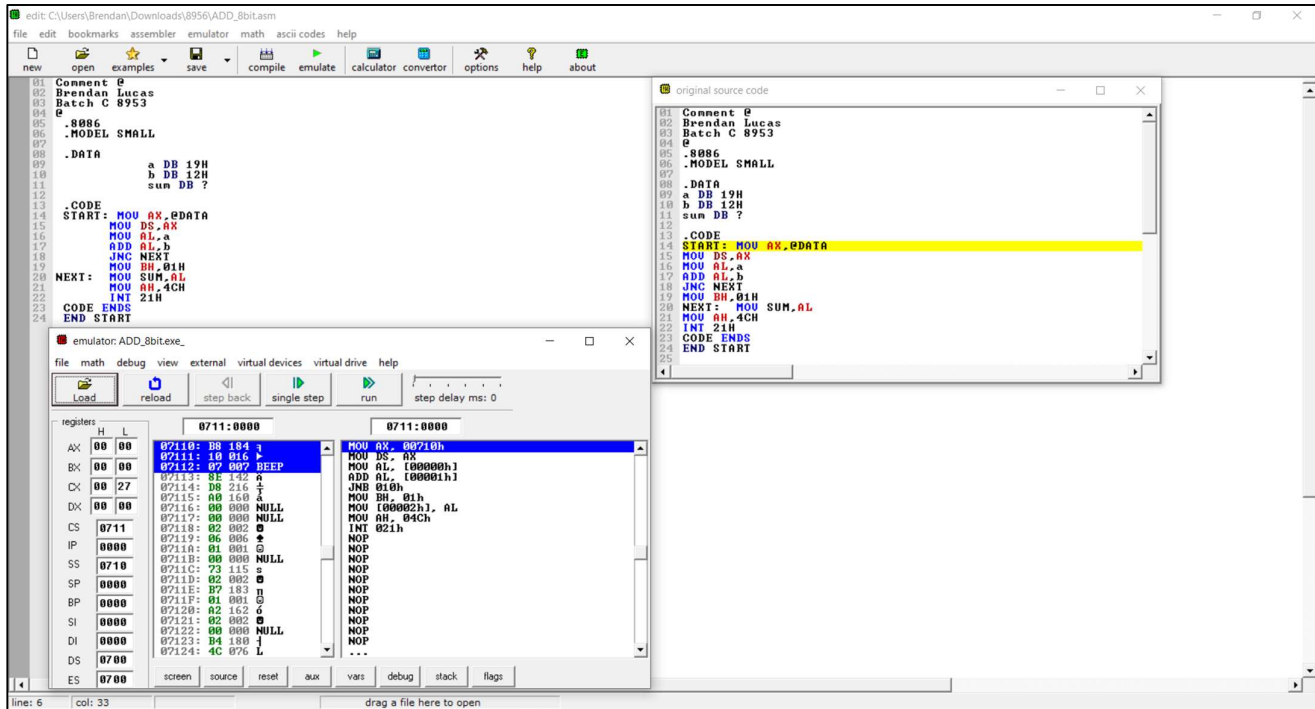 edit: C:\Users\Brendan\Downloads\8956\ADD_8bit.asm
file edit bookmarks assembler emulator math ascii codes help
new open examples save compile emulate calculator convertor options help about
01 Comment @
02 Brendan Lucas
03 Batch C 8953
04 @
05 .8086
06 .MODEL SMALL
07
08 .DATA
09 a DB 19H
10 b DB 12H
11 sum DB ?
12
13 .CODE
14 START: MOV AX,@DATA
15 MOV DS,AX
16 MOV AL,a
17 ADD AL,b
18 JNC NEXT
19 MOV BH,01H
20 NEXT: MOV SUM,AL
21 MOV AH,4CH
22 INT 21H
23 CODE ENDS
24 END START
original source code
01 Comment @
02 Brendan Lucas
03 Batch C 8953
04 @
05 .8086
06 .MODEL SMALL
07
08 .DATA
09 a DB 19H
10 b DB 12H
11 sum DB ?
12
13 .CODE
14 START: MOV AX,@DATA
15 MOV DS,AX
16 MOV AL,a
17 ADD AL,b
18 JNC NEXT
19 MOV BH,01H
20 NEXT: MOV SUM,AL
21 MOV AH,4CH
22 INT 21H
23 CODE ENDS
24 END START
25
emulator: ADD_8bit.exe_
file math debug view external virtual devices virtual drive help
Load reload step back single step run step delay ms: 0
registers
H L
AX 00 00
BX 00 00
CX 00 27
DX 00 00
CS 0711
IP 0000
SS 0710
SP 0000
BP 0000
SI 0000
DI 0000
DS 0700
ES 0700
0711:0000 0711:0000
07110: B8 184 ╕
07111: 10 016 ►
07112: 07 007 BEEP
07113: 8E 142 Ä
07114: D8 216 ╪
07115: A0 160 á
07116: 00 000 NULL
07117: 00 000 NULL
07118: 02 002 ☻
07119: 06 006 ♠
0711A: 01 001 ☺
0711B: 00 000 NULL
0711C: 73 115 s
0711D: 02 002 ☻
0711E: B7 183 ╖
0711F: 01 001 ☺
07120: A2 162 ó
07121: 02 002 ☻
07122: 00 000 NULL
07123: B4 180 ┤
07124: 4C 076 L
MOV AX, 00710h
MOV DS, AX
MOV AL, [00000h]
ADD AL, [00001h]
JNB 010h
MOV BH, 01h
MOV [00002h], AL
MOV AH, 04Ch
INT 021h
NOP
NOP
NOP
NOP
NOP
NOP
NOP
NOP
NOP
NOP
NOP
...
screen source reset aux vars debug stack flags
line: 6 col: 33 drag a file here to open